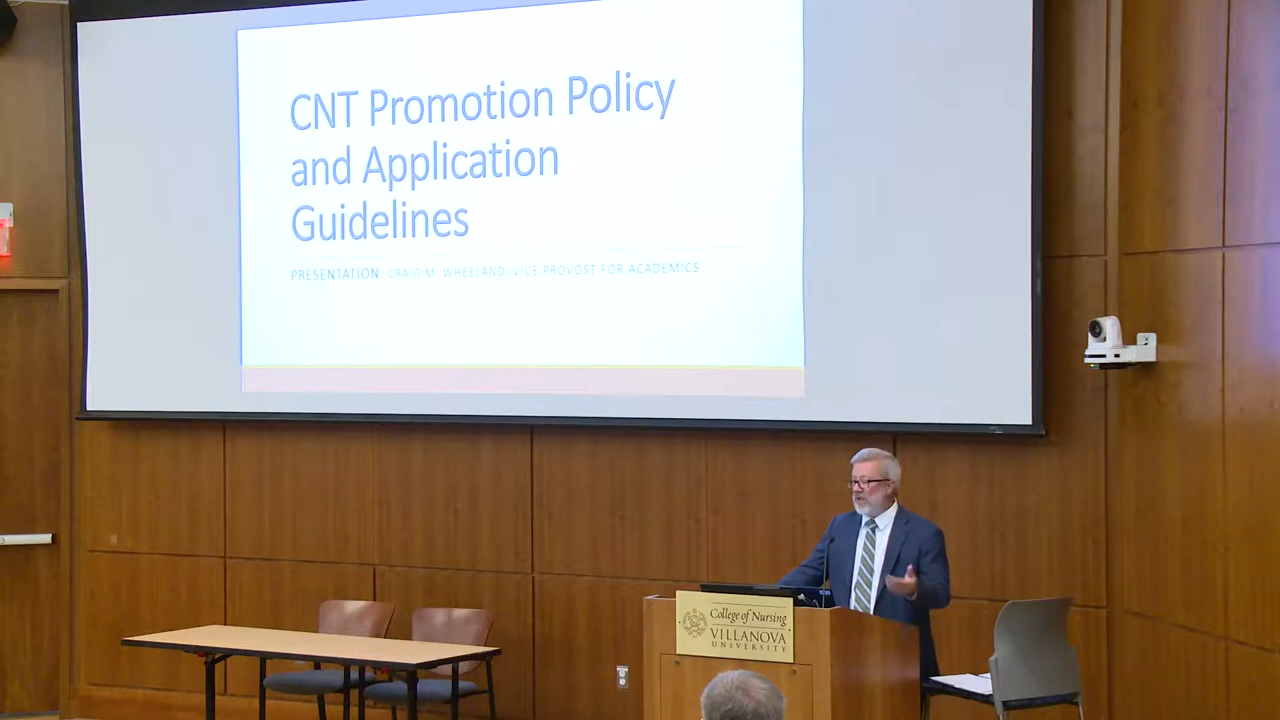 CNT Promotion Policy
and Application
Guidelines
PRESENTATION: CRAIG M. WHEELAND, VICE PROVOST FOR ACADEMICS
College of Nursing
VILLANOVA
UNIVERSITY